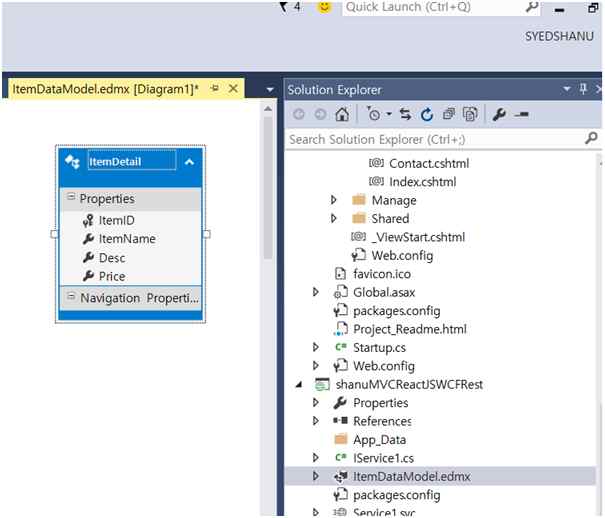 4
Quick Launch (Ctrl+Q)
SYEDSHANU
ItemDataModel.edmx [Diagram1]*
ItemDetail
Properties
ItemID
ItemName
Desc
Price
Navigation Properti...
Solution Explorer
Search Solution Explorer (Ctrl+;)
Contact.cshtml
Index.cshtml
Manage
Shared
_ViewStart.cshtml
Web.config
favicon.ico
Global.asax
packages.config
Project_Readme.html
Startup.cs
Web.config
shanuMVCReactJSWCFRest
Properties
References
App_Data
IService1.cs
ItemDataModel.edmx
packages.config
Service1.svc